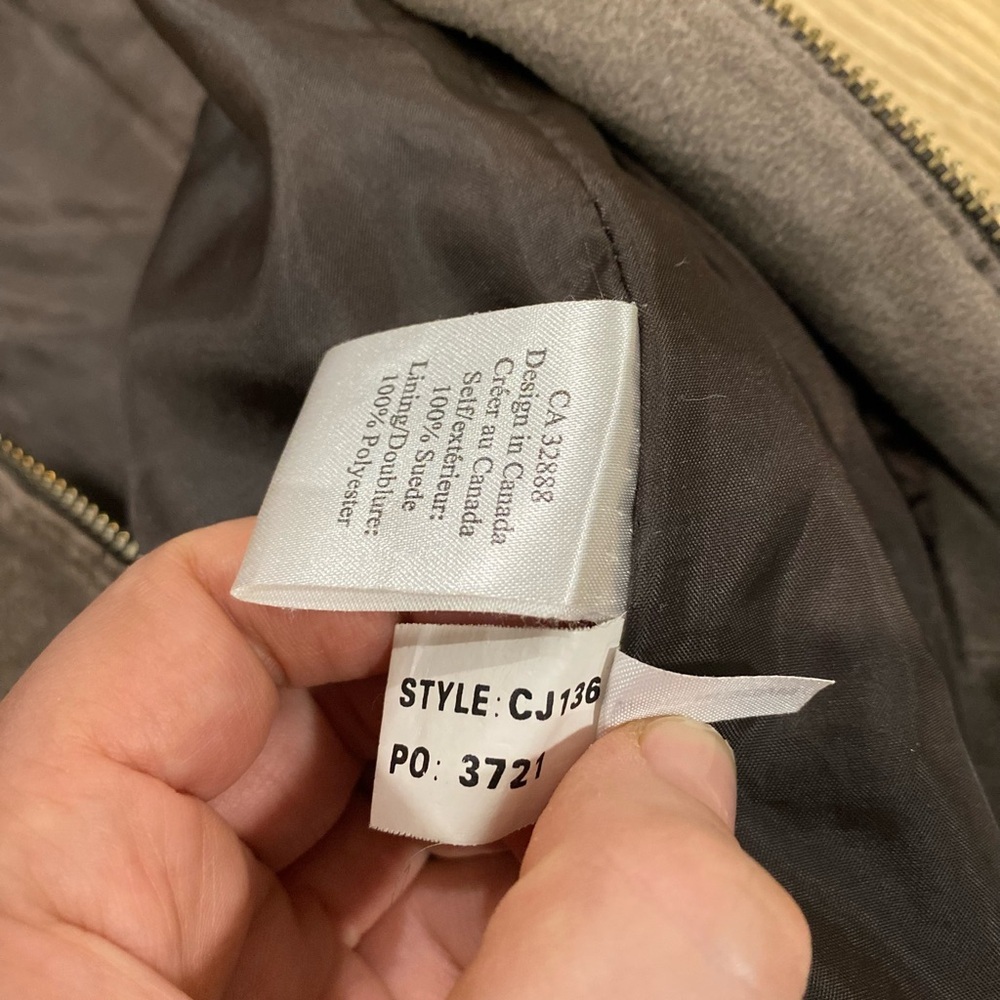 CA 32888
Design in Canada
Créer au Canada
Self/extérieur:
100% Suede
Lining/Doublure:
100% Polyester
STYLE: CJ136
PO: 3721